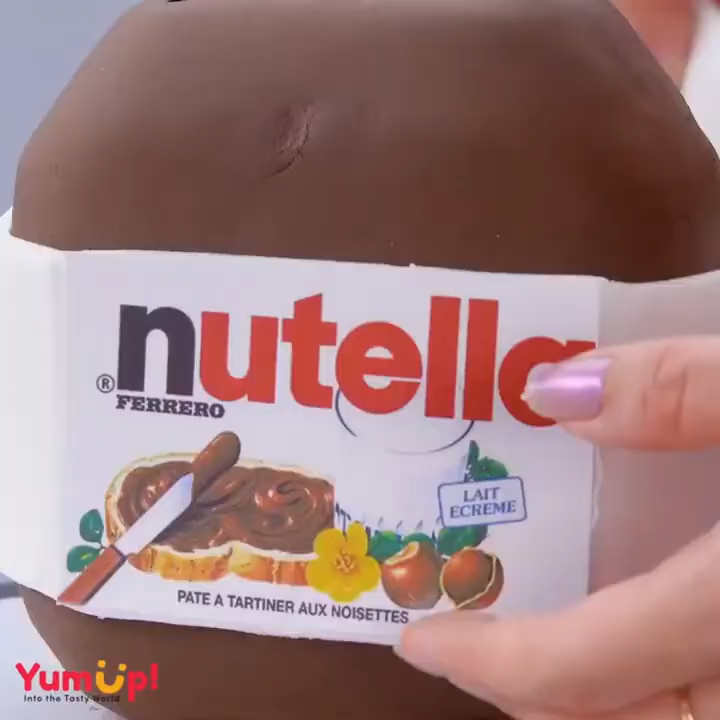 nutella
®
FERRERO
LAIT
ECREME
PATE A TARTINER AUX NOISETTES
YumUp!
Into the Tasty World